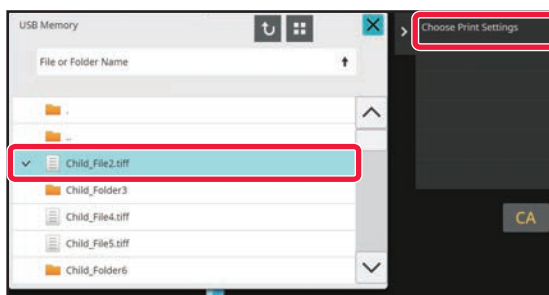 USB Memory
Choose Print Settings
File or Folder Name
.
..
Child_File2.tiff
Child_Folder3
Child_File4.tiff
Child_File5.tiff
Child_Folder6
CA